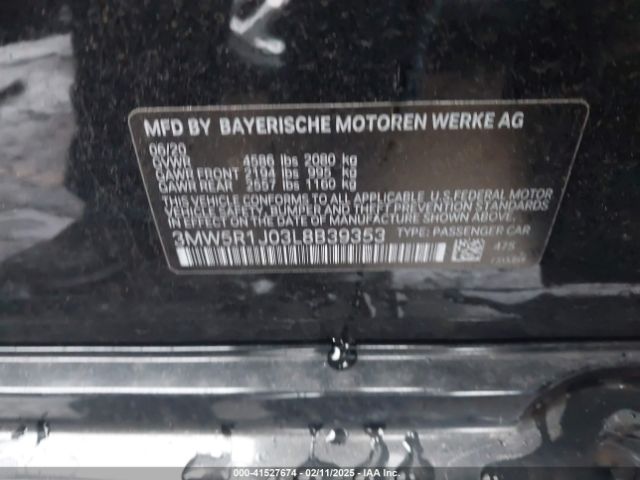 MFD BY BAYERISCHE MOTOREN WERKE AG
06/20
GVWR 4586 lbs 2080 kg
GAWR FRONT 2194 lbs 995 kg
GAWR REAR 2557 lbs 1160 kg
THIS VEHICLE CONFORMS TO ALL APPLICABLE U.S. FEDERAL MOTOR
VEHICLE SAFETY, BUMPER, AND THEFT PREVENTION STANDARDS
IN EFFECT ON THE DATE OF MANUFACTURE SHOWN ABOVE.
3MW5R1J03L8B39353 TYPE: PASSENGER CAR
475
000-41527674 - 02/11/2025 - IAA Inc.